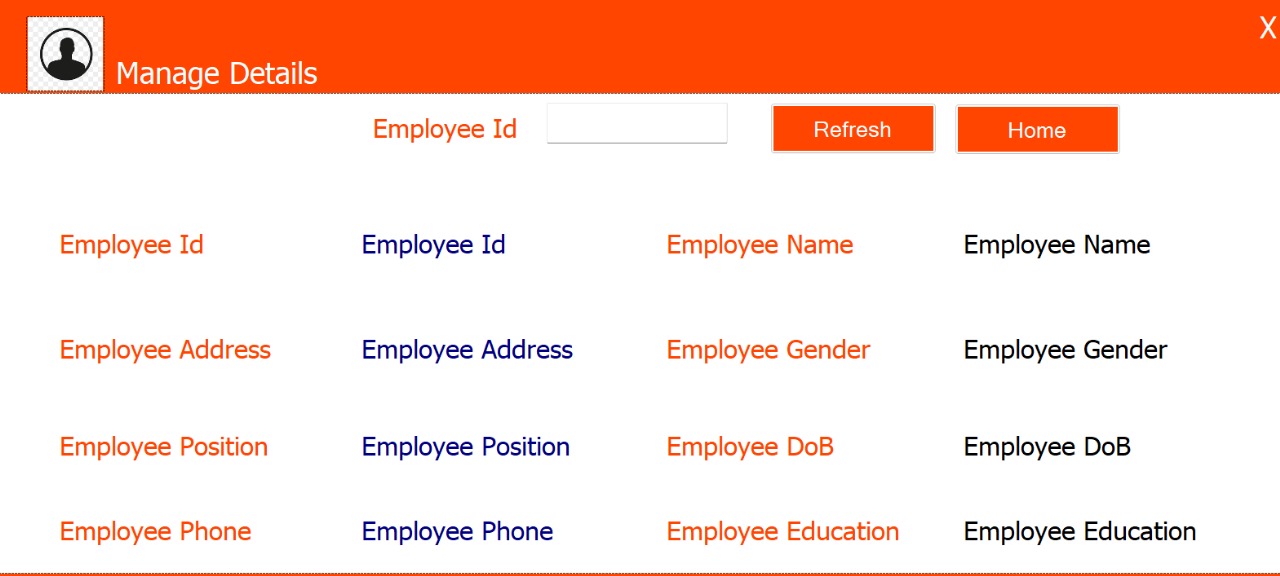 X
Manage Details
Employee Id Refresh Home
Employee Id Employee Id Employee Name Employee Name
Employee Address Employee Address Employee Gender Employee Gender
Employee Position Employee Position Employee DoB Employee DoB
Employee Phone Employee Phone Employee Education Employee Education